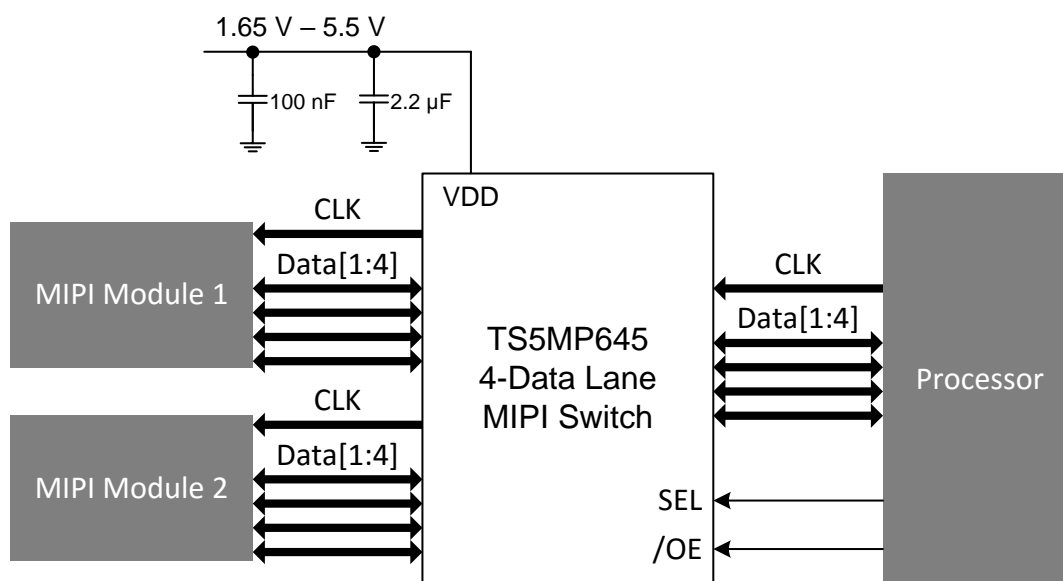 1.65 V – 5.5 V
100 nF
2.2 µF
VDD
CLK
Data[1:4]
MIPI Module 1
CLK
Data[1:4]
MIPI Module 2
TS5MP645
4-Data Lane
MIPI Switch
CLK
Data[1:4]
SEL
/OE
Processor